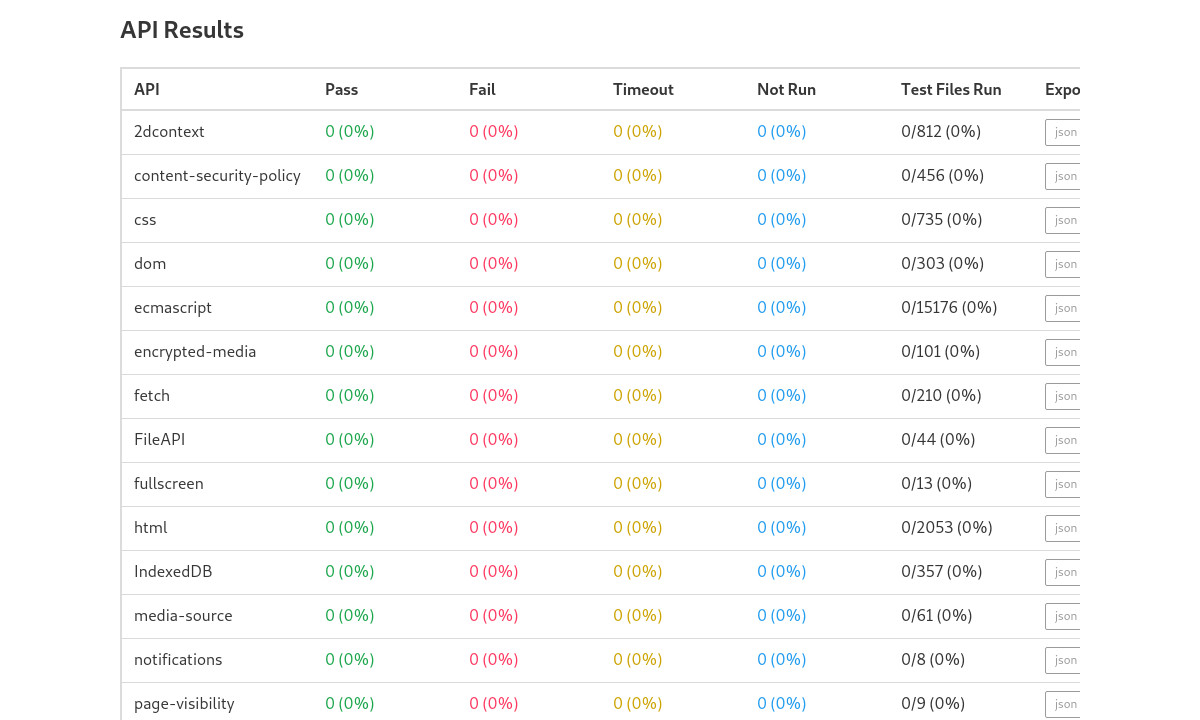 API Results
API Pass Fail Timeout Not Run Test Files Run Expo
2dcontext 0 (0%) 0 (0%) 0 (0%) 0 (0%) 0/812 (0%) json
content-security-policy 0 (0%) 0 (0%) 0 (0%) 0 (0%) 0/456 (0%) json
css 0 (0%) 0 (0%) 0 (0%) 0 (0%) 0/735 (0%) json
dom 0 (0%) 0 (0%) 0 (0%) 0 (0%) 0/303 (0%) json
ecmascript 0 (0%) 0 (0%) 0 (0%) 0 (0%) 0/15176 (0%) json
encrypted-media 0 (0%) 0 (0%) 0 (0%) 0 (0%) 0/101 (0%) json
fetch 0 (0%) 0 (0%) 0 (0%) 0 (0%) 0/210 (0%) json
FileAPI 0 (0%) 0 (0%) 0 (0%) 0 (0%) 0/44 (0%) json
fullscreen 0 (0%) 0 (0%) 0 (0%) 0 (0%) 0/13 (0%) json
html 0 (0%) 0 (0%) 0 (0%) 0 (0%) 0/2053 (0%) json
IndexedDB 0 (0%) 0 (0%) 0 (0%) 0 (0%) 0/357 (0%) json
media-source 0 (0%) 0 (0%) 0 (0%) 0 (0%) 0/61 (0%) json
notifications 0 (0%) 0 (0%) 0 (0%) 0 (0%) 0/8 (0%) json
page-visibility 0 (0%) 0 (0%) 0 (0%) 0 (0%) 0/9 (0%) json